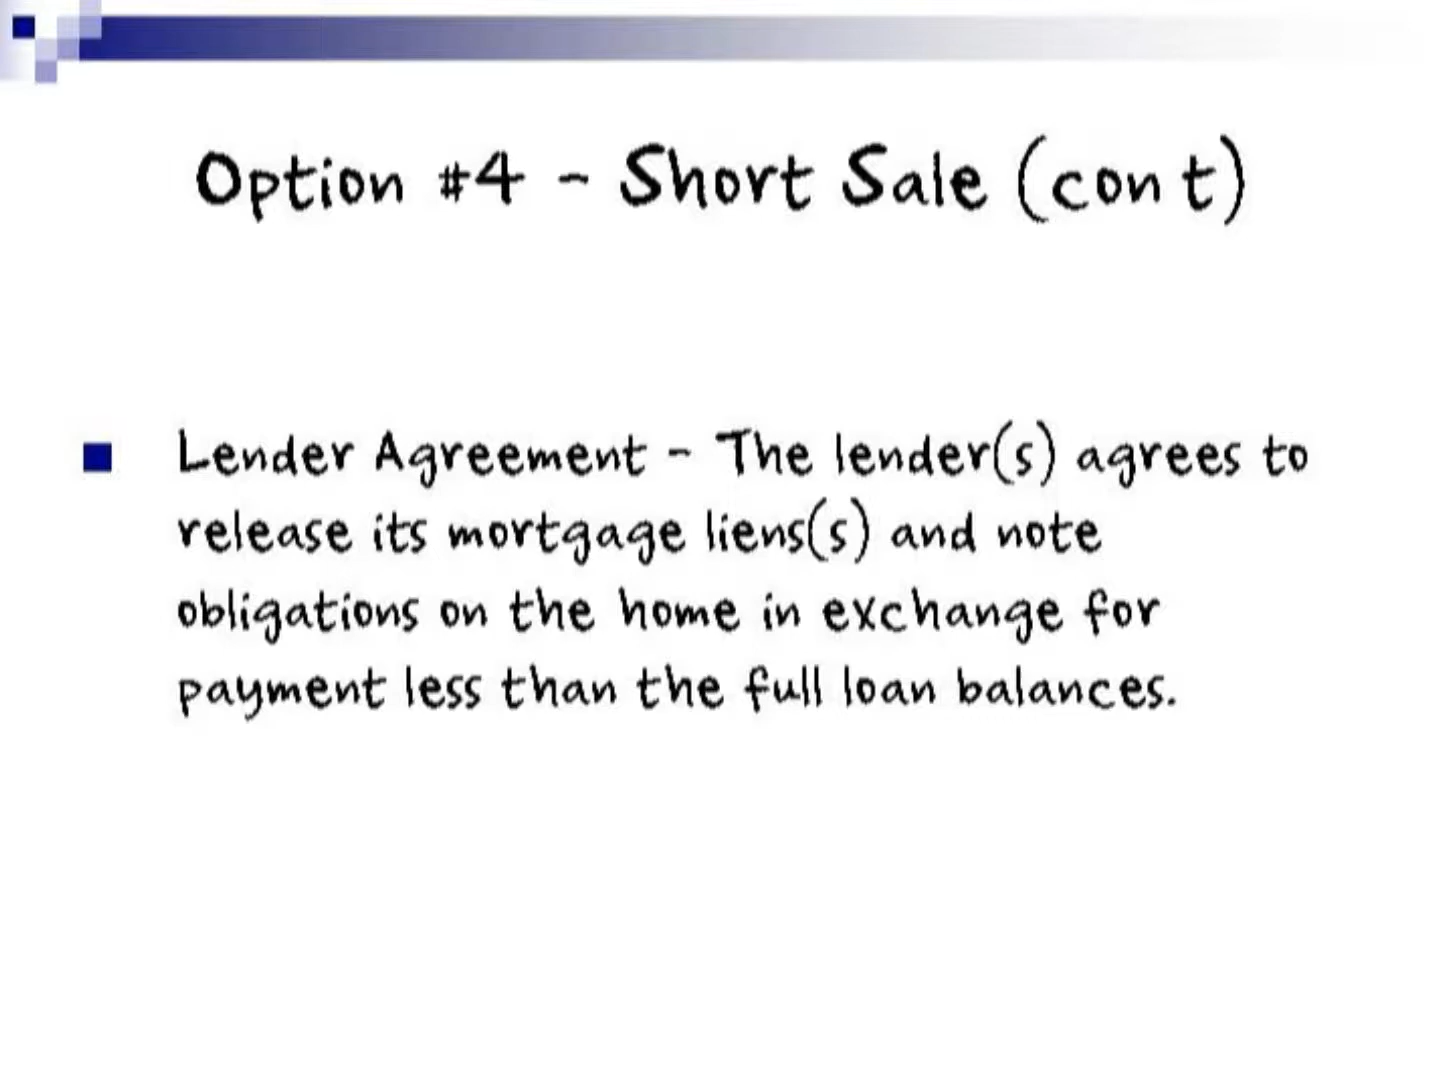 Option #4 - Short Sale (con t)
Lender Agreement - The lender(s) agrees to
release its mortgage liens(s) and note
obligations on the home in exchange for
payment less than the full loan balances.